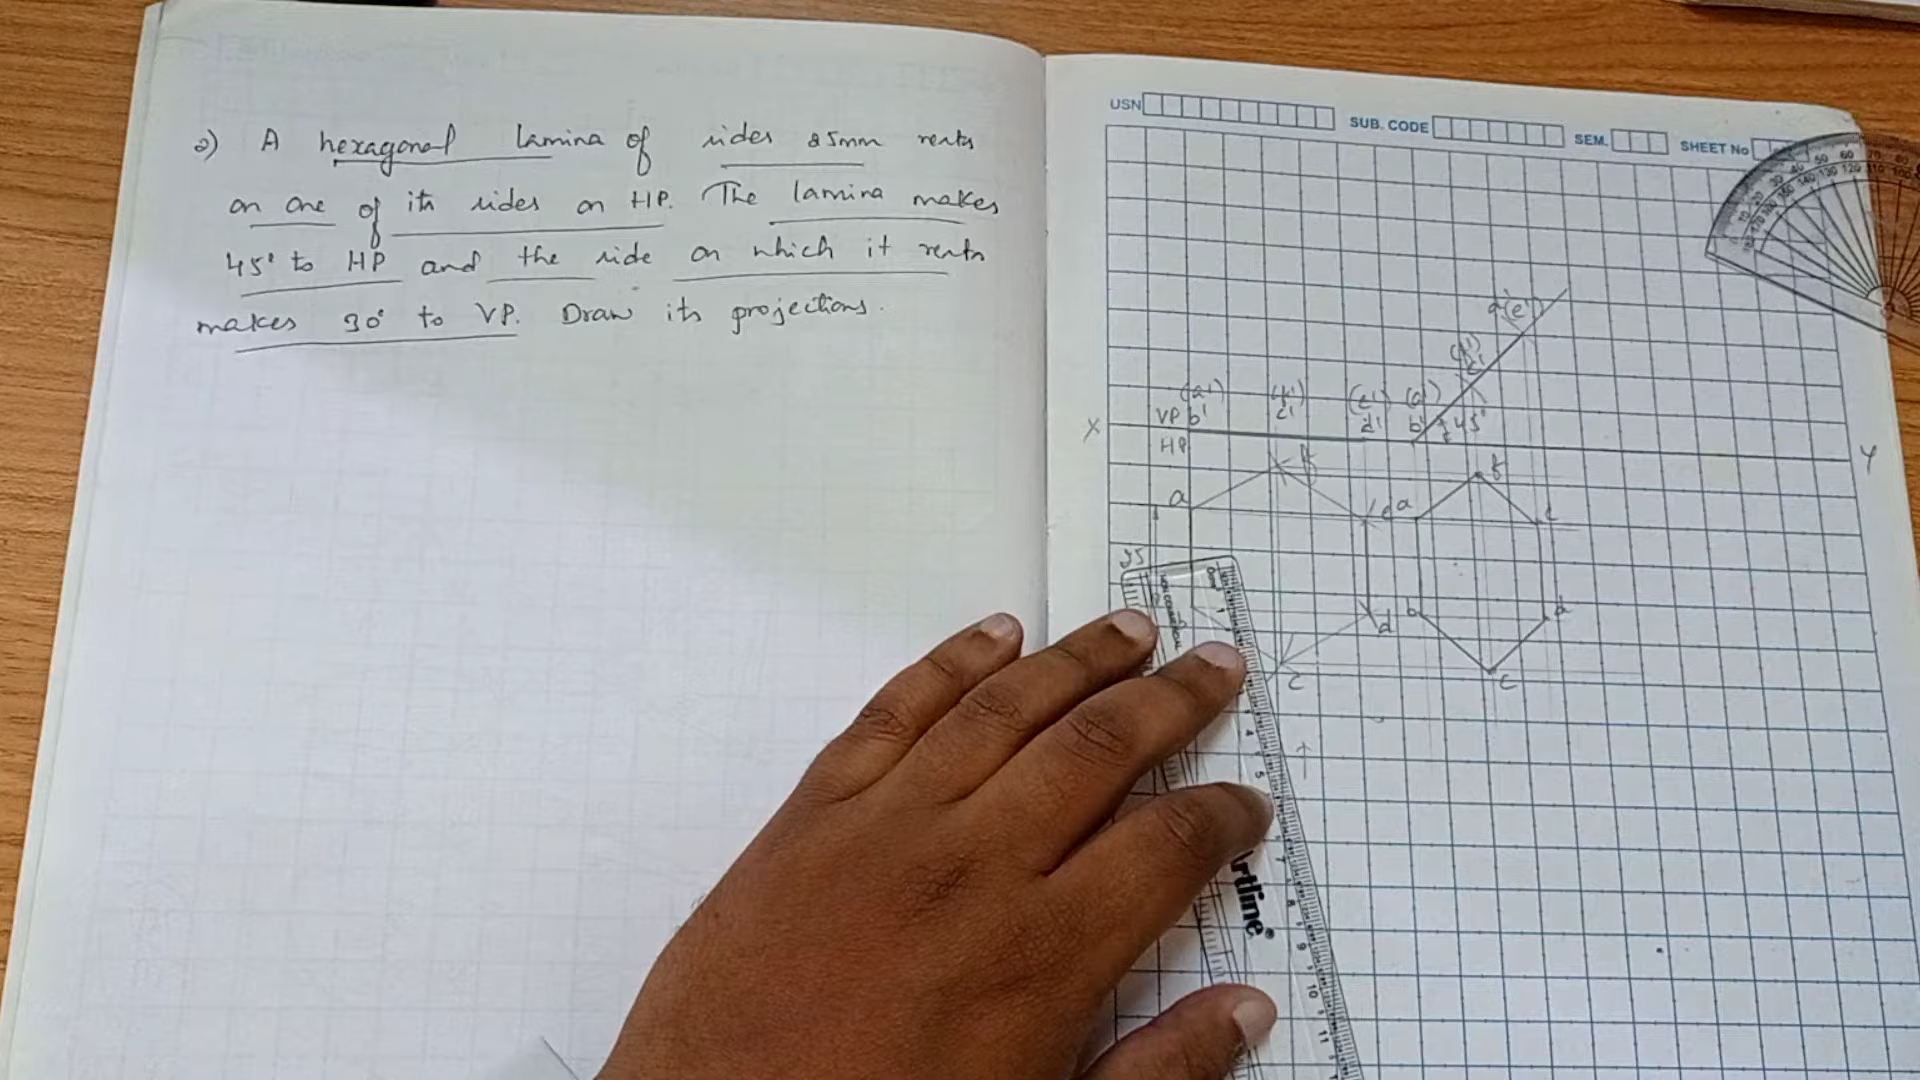 2) A hexagonal lamina of sides 25mm rests
on one of its sides on HP. The lamina makes
45° to HP and the side on which it rests
makes 30° to VP. Draw its projections.
USN
SUB. CODE
SEM.
SHEET No
d'(e')
(f')
c'
(a') (f') (e') (a')
VP b' c' d' b' 45°
X
HP
Y
f f
a e a e
25
d b d
c c
Artline